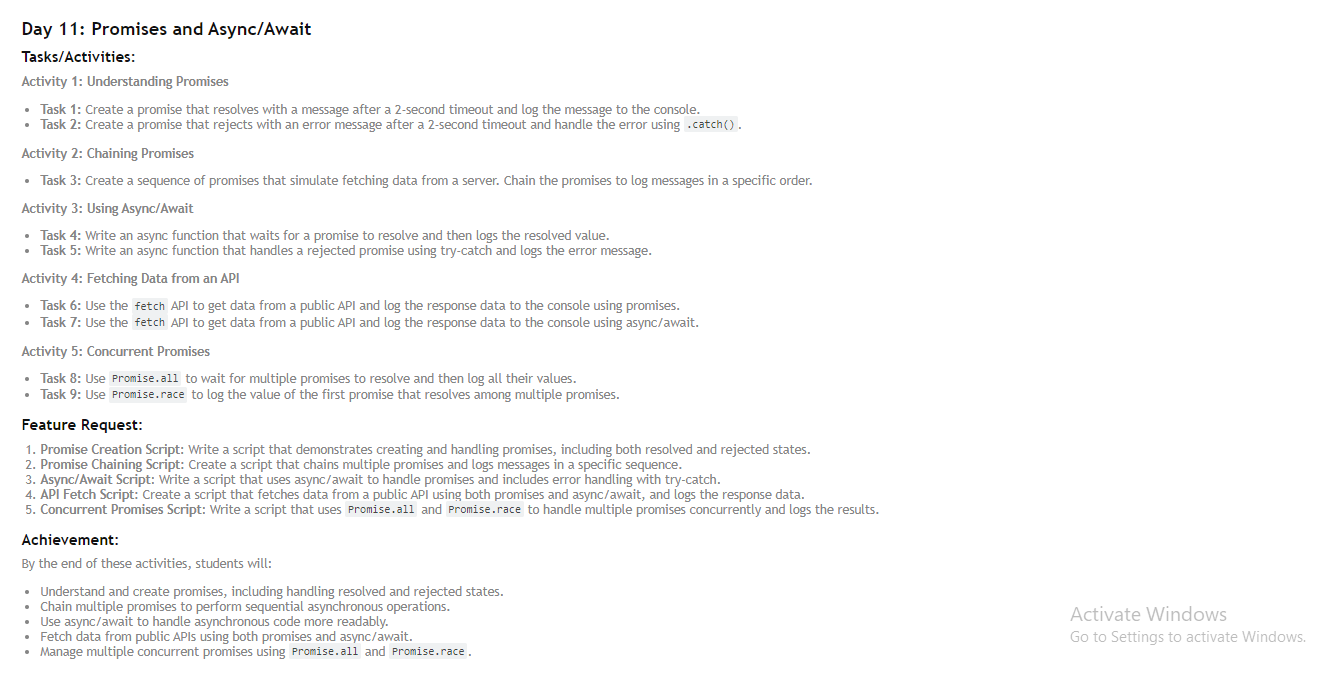 Day 11: Promises and Async/Await
Tasks/Activities:
Activity 1: Understanding Promises
• Task 1: Create a promise that resolves with a message after a 2-second timeout and log the message to the console.
• Task 2: Create a promise that rejects with an error message after a 2-second timeout and handle the error using .catch().
Activity 2: Chaining Promises
• Task 3: Create a sequence of promises that simulate fetching data from a server. Chain the promises to log messages in a specific order.
Activity 3: Using Async/Await
• Task 4: Write an async function that waits for a promise to resolve and then logs the resolved value.
• Task 5: Write an async function that handles a rejected promise using try-catch and logs the error message.
Activity 4: Fetching Data from an API
• Task 6: Use the fetch API to get data from a public API and log the response data to the console using promises.
• Task 7: Use the fetch API to get data from a public API and log the response data to the console using async/await.
Activity 5: Concurrent Promises
• Task 8: Use Promise.all to wait for multiple promises to resolve and then log all their values.
• Task 9: Use Promise.race to log the value of the first promise that resolves among multiple promises.
Feature Request:
1. Promise Creation Script: Write a script that demonstrates creating and handling promises, including both resolved and rejected states.
2. Promise Chaining Script: Create a script that chains multiple promises and logs messages in a specific sequence.
3. Async/Await Script: Write a script that uses async/await to handle promises and includes error handling with try-catch.
4. API Fetch Script: Create a script that fetches data from a public API using both promises and async/await, and logs the response data.
5. Concurrent Promises Script: Write a script that uses Promise.all and Promise.race to handle multiple promises concurrently and logs the results.
Achievement:
By the end of these activities, students will:
• Understand and create promises, including handling resolved and rejected states.
• Chain multiple promises to perform sequential asynchronous operations.
• Use async/await to handle asynchronous code more readably.
• Fetch data from public APIs using both promises and async/await.
• Manage multiple concurrent promises using Promise.all and Promise.race.
Activate Windows
Go to Settings to activate Windows.